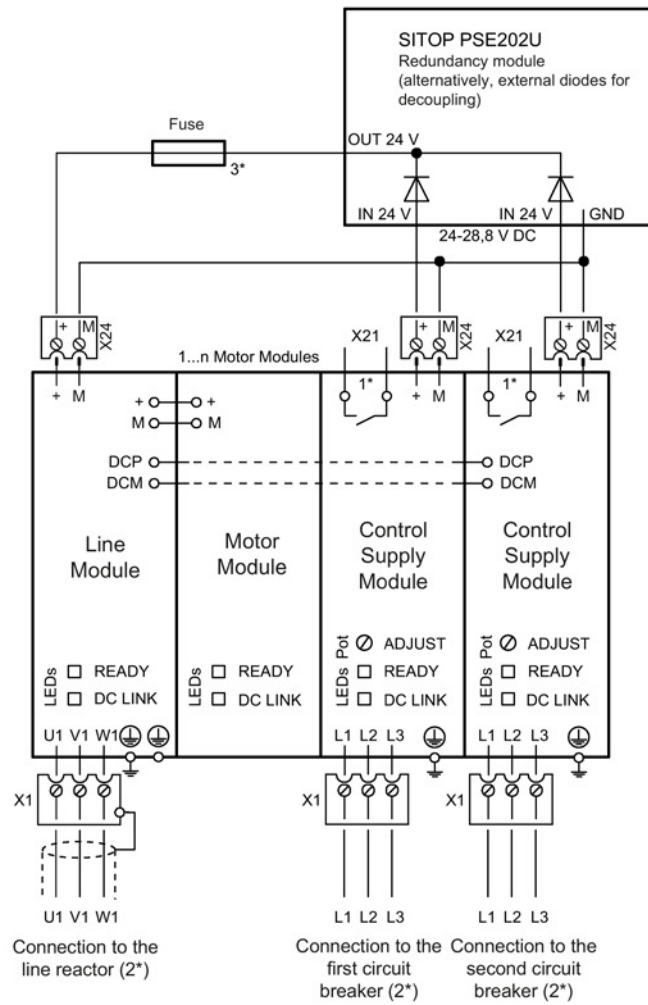 SITOP PSE202U
Redundancy module
(alternatively, external diodes for
decoupling)
Fuse
3*
OUT 24 V
IN 24 V
IN 24 V
GND
24-28,8 V DC
+ M
X24
1...n Motor Modules
X21
+ M
X24
X21
+ M
X24
+ M
1*
+ M
1*
+ M
+
+
M
M
DCP
DCP
DCM
DCM
Line
Module
Motor
Module
Control
Supply
Module
Control
Supply
Module
Pot
ADJUST
Pot
ADJUST
LEDs
READY
DC LINK
LEDs
READY
DC LINK
LEDs
READY
DC LINK
LEDs
READY
DC LINK
U1 V1 W1
L1 L2 L3
L1 L2 L3
X1
X1
X1
U1 V1 W1
L1 L2 L3
L1 L2 L3
Connection to the
line reactor (2*)
Connection to the
first circuit
breaker (2*)
Connection to the
second circuit
breaker (2*)